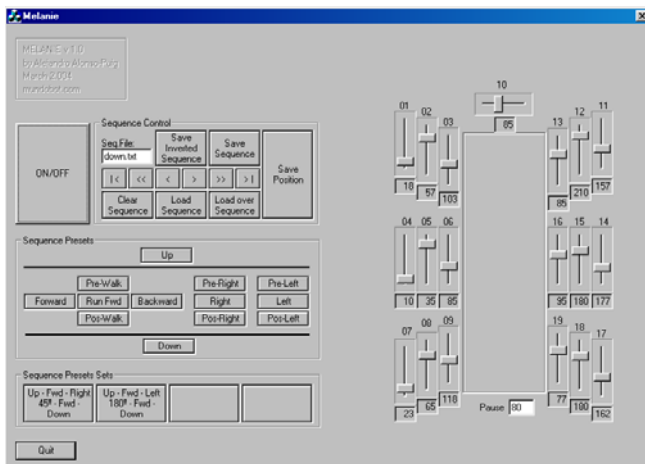 Melanie
MELANIE v 1.0
by Alejandro Alonso Puig
March 2.004
mundobot.com
ON/OFF
Sequence Control
Seq.File:
down.txt
Save
Inverted
Sequence
Save
Sequence
Save
Position
|<
<<
<
>
>>
>|
Clear
Sequence
Load
Sequence
Load over
Sequence
Sequence Presets
Up
Pre-Walk
Pre-Right
Pre-Left
Forward
Run Fwd
Backward
Right
Left
Pos-Walk
Pos-Right
Pos-Left
Down
Sequence Presets Sets
Up - Fwd - Right
45º - Fwd -
Down
Up - Fwd - Left
180º - Fwd -
Down
Quit
10
85
01
18
02
57
03
103
13
85
12
210
11
157
04
10
05
35
06
85
16
95
15
180
14
177
07
23
08
65
09
118
19
77
18
180
17
162
Pause
80